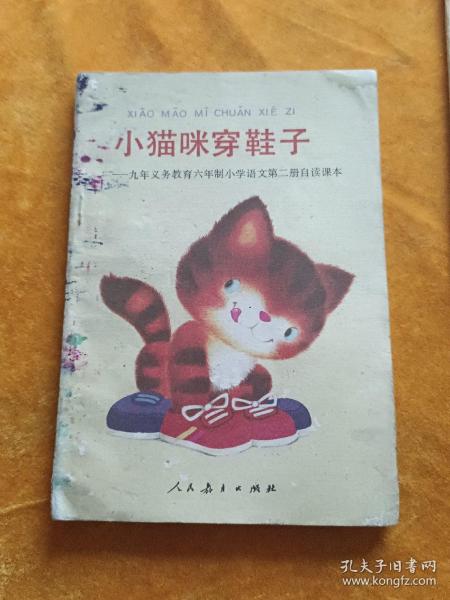 XIǍO MĀO MĪ CHUĀN XIÉ ZI
小猫咪穿鞋子
——九年义务教育六年制小学语文第二册自读课本
人民教育出版社
孔夫子旧书网
www.kongfz.com